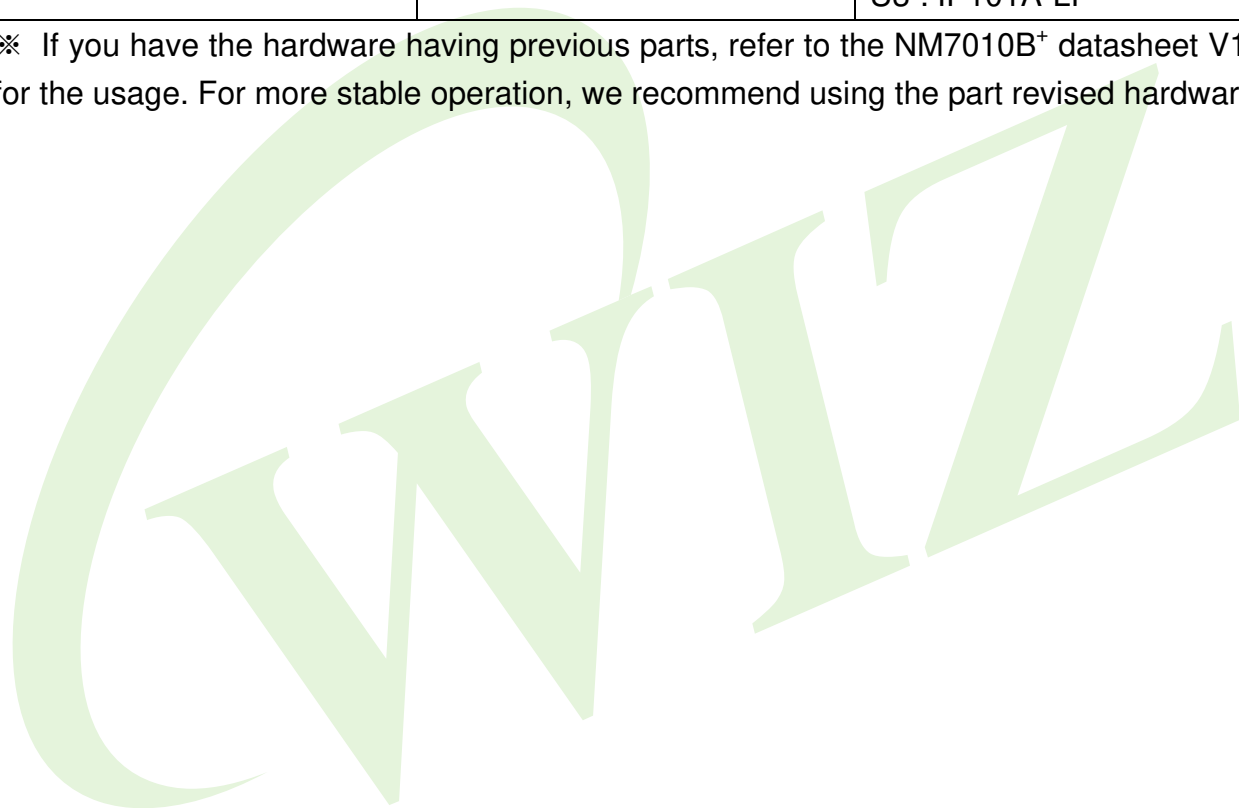 : IP101A-LF
※ If you have the hardware having previous parts, refer to the NM7010B⁺ datasheet V1
for the usage. For more stable operation, we recommend using the part revised hardwar
WIZ